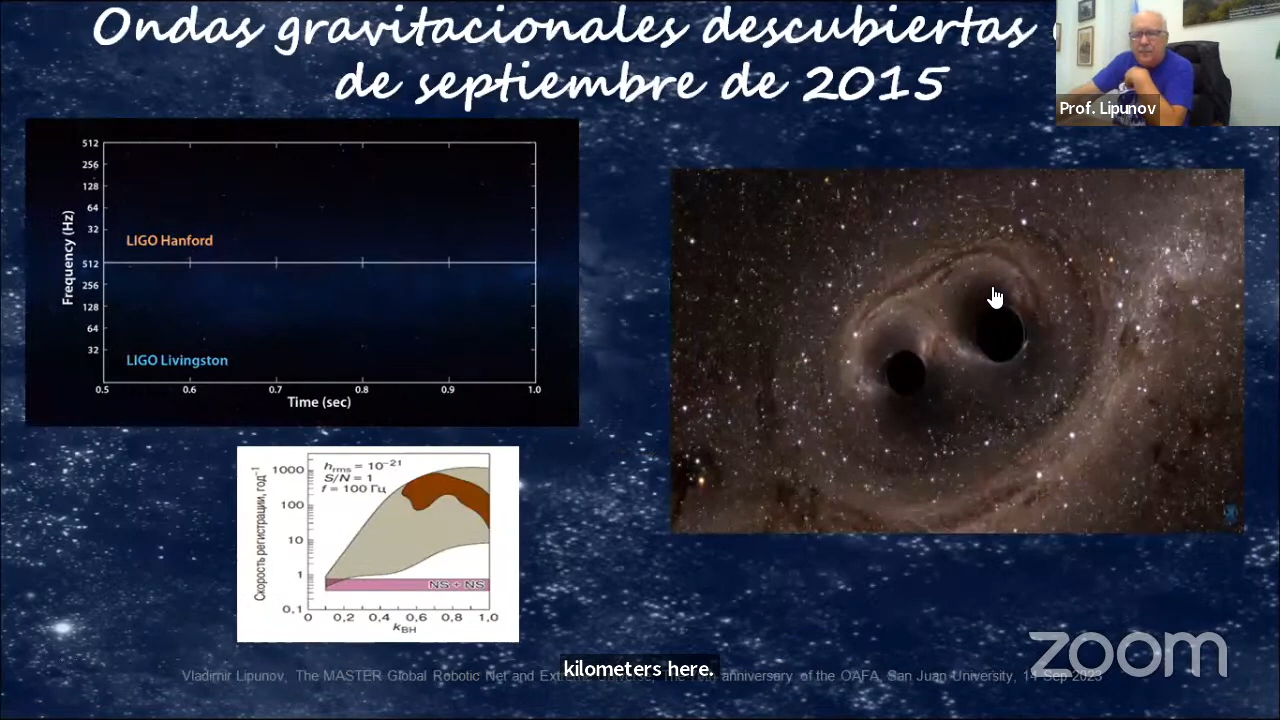 Ondas gravitacionales descubiertas
de septiembre de 2015
Prof. Lipunov
512
256
128
64
32
LIGO Hanford
512
256
128
64
32
LIGO Livingston
Frequency (Hz)
0.5 0.6 0.7 0.8 0.9 1.0
Time (sec)
Скорость регистрации, год⁻¹
1000
100
10
1
0,1
h_rms = 10⁻²¹
S/N = 1
f = 100 Гц
NS + NS
0 0,2 0,4 0,6 0,8 1,0
k_BH
zoom
kilometers here.
Vladimir Lipunov, The MASTER Global Robotic Net and anniversary of the OAFA, San Juan University, 14 Sep 2023